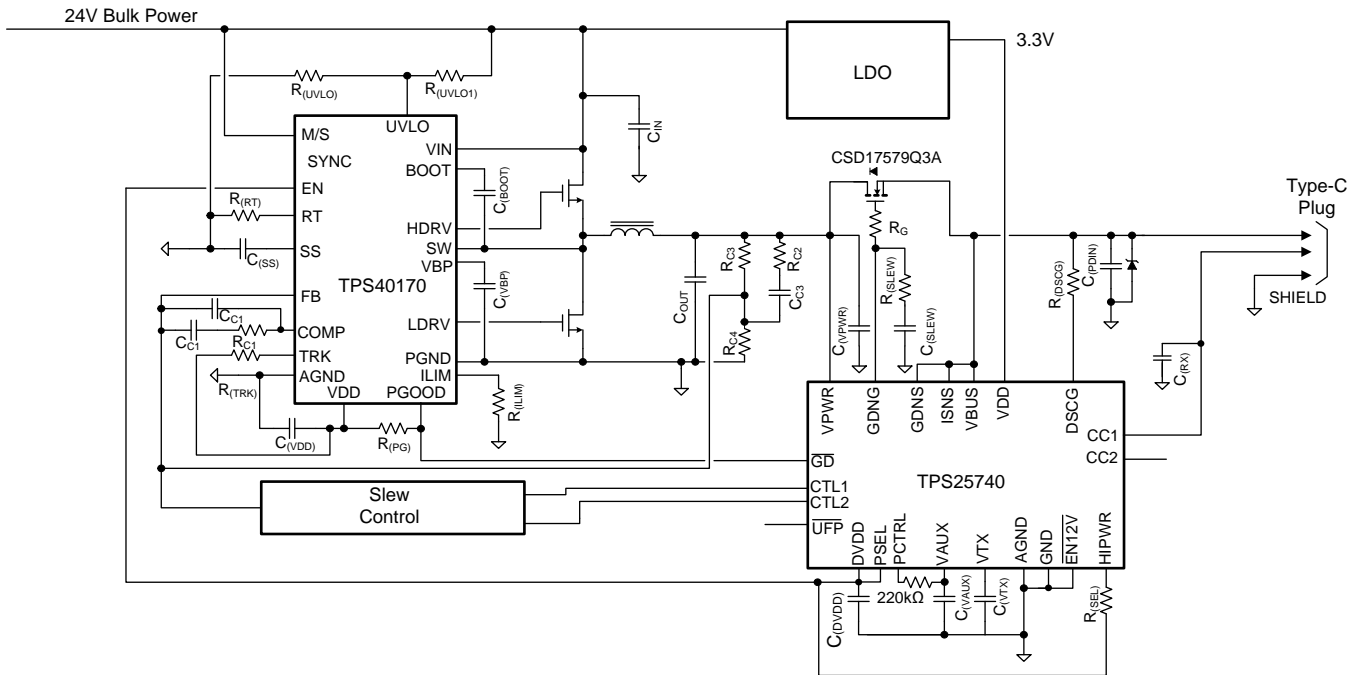 24V Bulk Power
LDO
3.3V
R(UVLO)
R(UVLO1)
UVLO
M/S
SYNC
EN
RT
SS
FB
COMP
TRK
AGND
VDD
PGOOD
VIN
BOOT
HDRV
SW
VBP
TPS40170
LDRV
PGND
ILIM
R(RT)
C(SS)
CC1
CC1
RC1
R(TRK)
C(VDD)
R(PG)
R(ILIM)
C(BOOT)
C(VBP)
CIN
COUT
RC3
RC2
CC3
RC4
C(VPWR)
CSD17579Q3A
RG
R(SLEW)
C(SLEW)
R(DSCG)
C(PDIN)
Type-C
Plug
SHIELD
C(RX)
Slew
Control
VPWR
GDNG
GDNS
ISNS
VBUS
VDD
DSCG
CC1
CC2
GD
CTL1
CTL2
UFP
TPS25740
DVDD
PSEL
PCTRL
VAUX
VTX
AGND
GND
EN12V
HIPWR
220kΩ
C(DVDD)
C(VAUX)
C(VTX)
R(SEL)